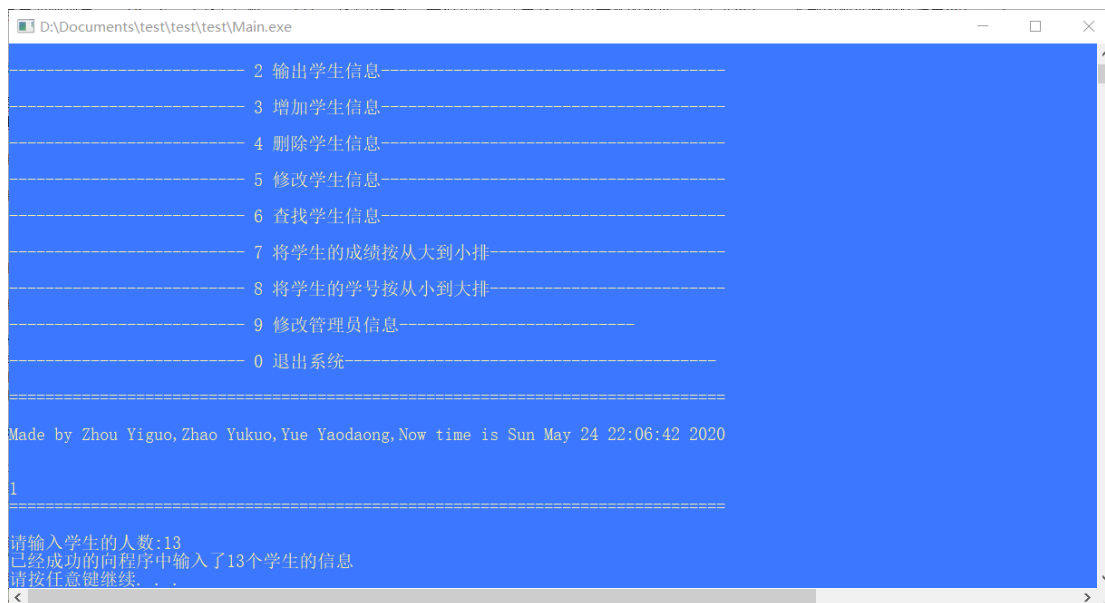 D:\Documents\test\test\test\Main.exe
-------------------------- 2 输出学生信息--------------------------------------
-------------------------- 3 增加学生信息--------------------------------------
-------------------------- 4 删除学生信息--------------------------------------
-------------------------- 5 修改学生信息--------------------------------------
-------------------------- 6 查找学生信息--------------------------------------
-------------------------- 7 将学生的成绩按从大到小排--------------------------
-------------------------- 8 将学生的学号按从小到大排--------------------------
-------------------------- 9 修改管理员信息--------------------------
-------------------------- 0 退出系统-----------------------------------------
===============================================================================
Made by Zhou Yiguo,Zhao Yukuo,Yue Yaodaong,Now time is Sun May 24 22:06:42 2020
1
===============================================================================
请输入学生的人数:13
已经成功的向程序中输入了13个学生的信息
请按任意键继续. . .